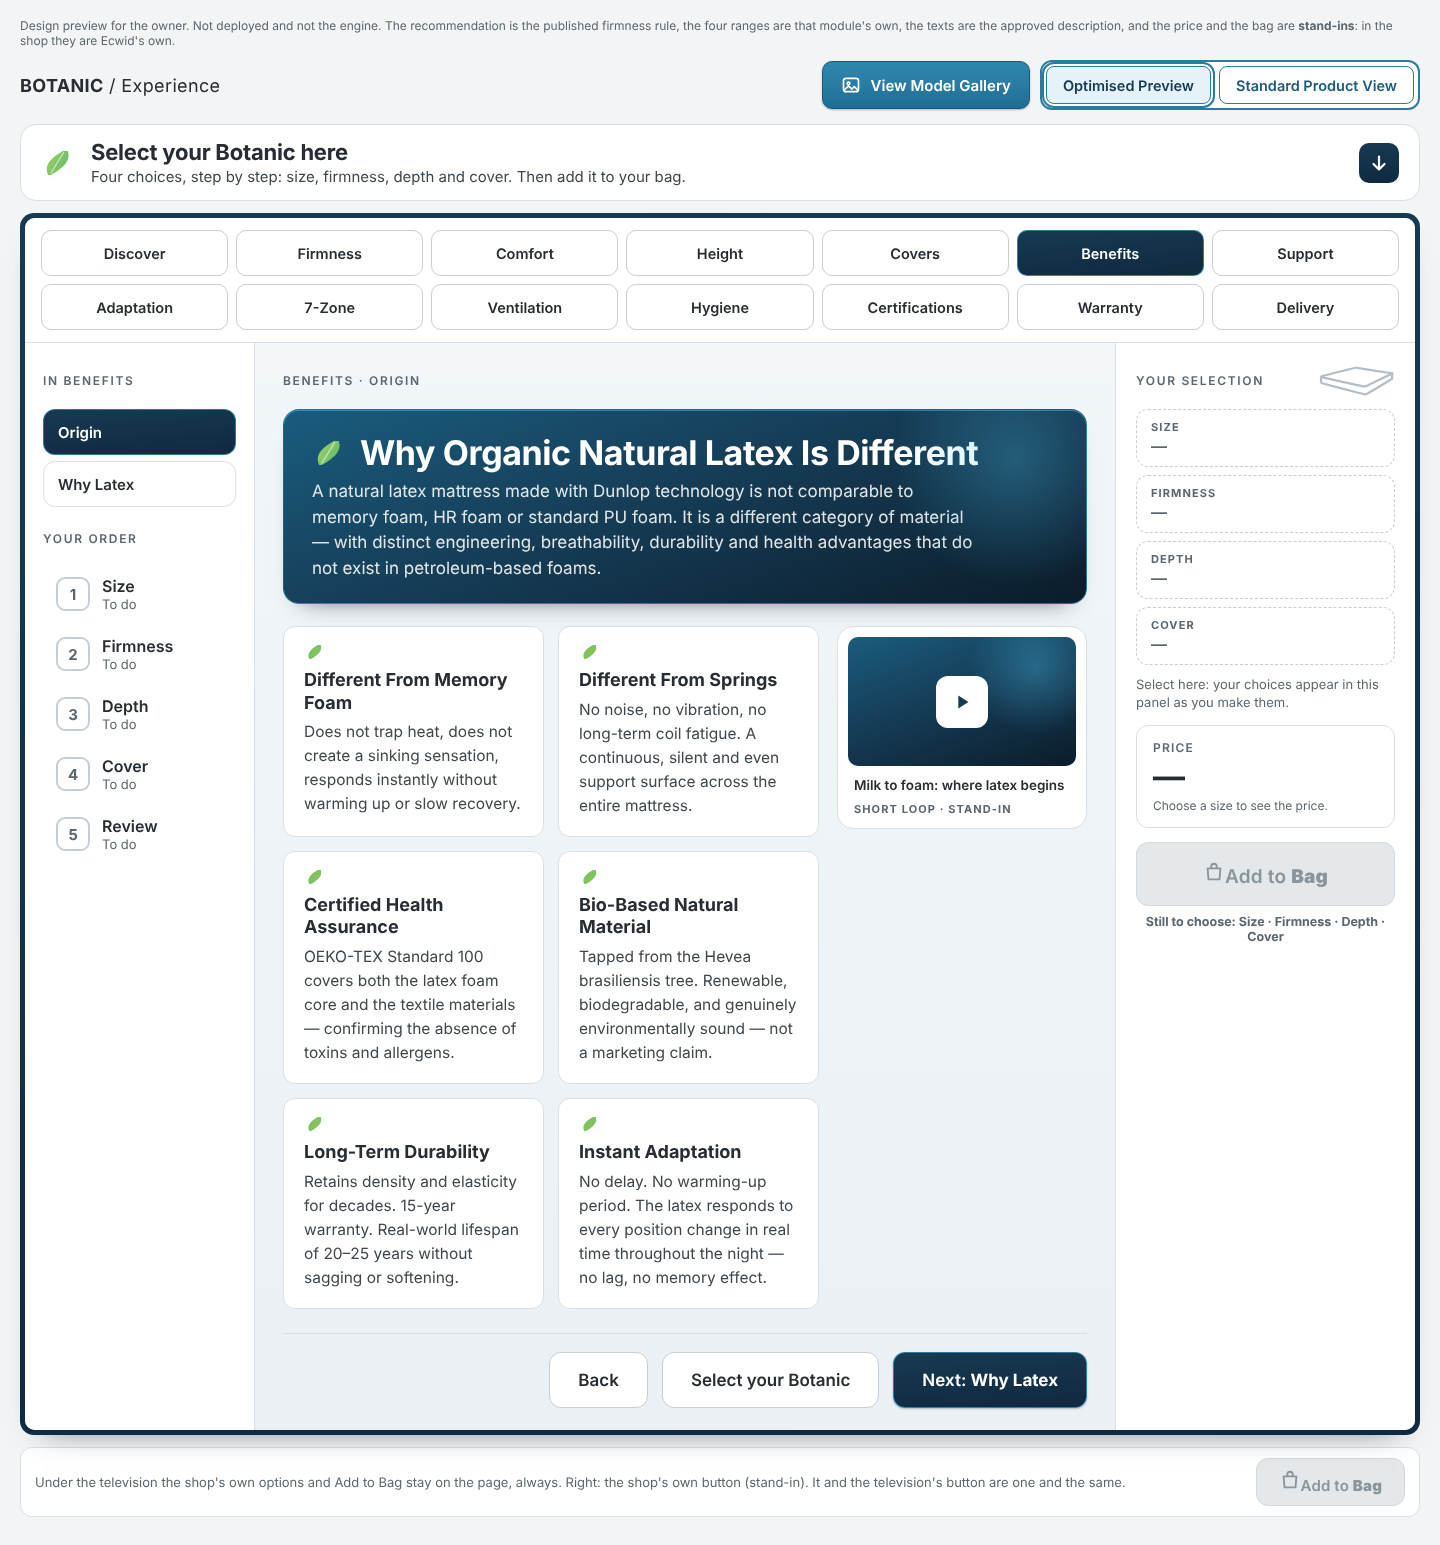 Design preview for the owner. Not deployed and not the engine. The recommendation is the published firmness rule, the four ranges are that module's own, the texts are the approved description, and the price and the bag are stand-ins: in the
shop they are Ecwid's own.
BOTANIC / Experience
View Model Gallery
Optimised Preview
Standard Product View
Select your Botanic here
Four choices, step by step: size, firmness, depth and cover. Then add it to your bag.
Discover
Firmness
Comfort
Height
Covers
Benefits
Support
Adaptation
7-Zone
Ventilation
Hygiene
Certifications
Warranty
Delivery
IN BENEFITS
Origin
Why Latex
YOUR ORDER
1
Size
To do
2
Firmness
To do
3
Depth
To do
4
Cover
To do
5
Review
To do
BENEFITS · ORIGIN
Why Organic Natural Latex Is Different
A natural latex mattress made with Dunlop technology is not comparable to
memory foam, HR foam or standard PU foam. It is a different category of material
— with distinct engineering, breathability, durability and health advantages that do
not exist in petroleum-based foams.
Different From Memory
Foam
Does not trap heat, does not
create a sinking sensation,
responds instantly without
warming up or slow recovery.
Different From Springs
No noise, no vibration, no
long-term coil fatigue. A
continuous, silent and even
support surface across the
entire mattress.
Milk to foam: where latex begins
SHORT LOOP · STAND-IN
Certified Health
Assurance
OEKO-TEX Standard 100
covers both the latex foam
core and the textile materials
— confirming the absence of
toxins and allergens.
Bio-Based Natural
Material
Tapped from the Hevea
brasiliensis tree. Renewable,
biodegradable, and genuinely
environmentally sound — not
a marketing claim.
Long-Term Durability
Retains density and elasticity
for decades. 15-year
warranty. Real-world lifespan
of 20–25 years without
sagging or softening.
Instant Adaptation
No delay. No warming-up
period. The latex responds to
every position change in real
time throughout the night —
no lag, no memory effect.
Back
Select your Botanic
Next: Why Latex
YOUR SELECTION
SIZE
—
FIRMNESS
—
DEPTH
—
COVER
—
Select here: your choices appear in this
panel as you make them.
PRICE
—
Choose a size to see the price.
Add to Bag
Still to choose: Size · Firmness · Depth ·
Cover
Under the television the shop's own options and Add to Bag stay on the page, always. Right: the shop's own button (stand-in). It and the television's button are one and the same.
Add to Bag